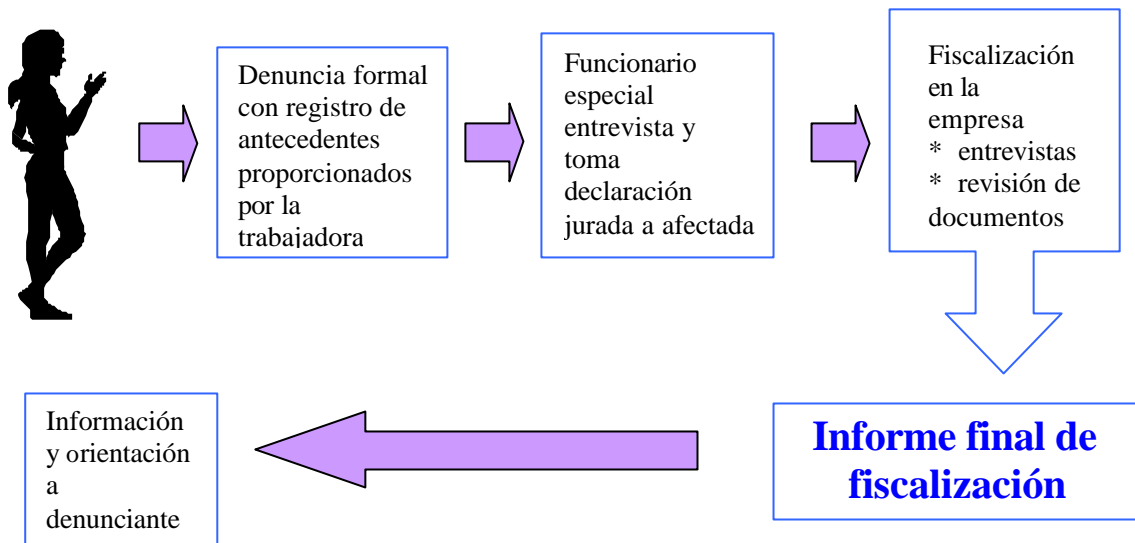 Denuncia formal
con registro de
antecedentes
proporcionados
por la
trabajadora
Funcionario
especial
entrevista y
toma
declaración
jurada a afectada
Fiscalización
en la
empresa
* entrevistas
* revisión de
documentos
Informe final de
fiscalización
Información
y orientación
a
denunciante